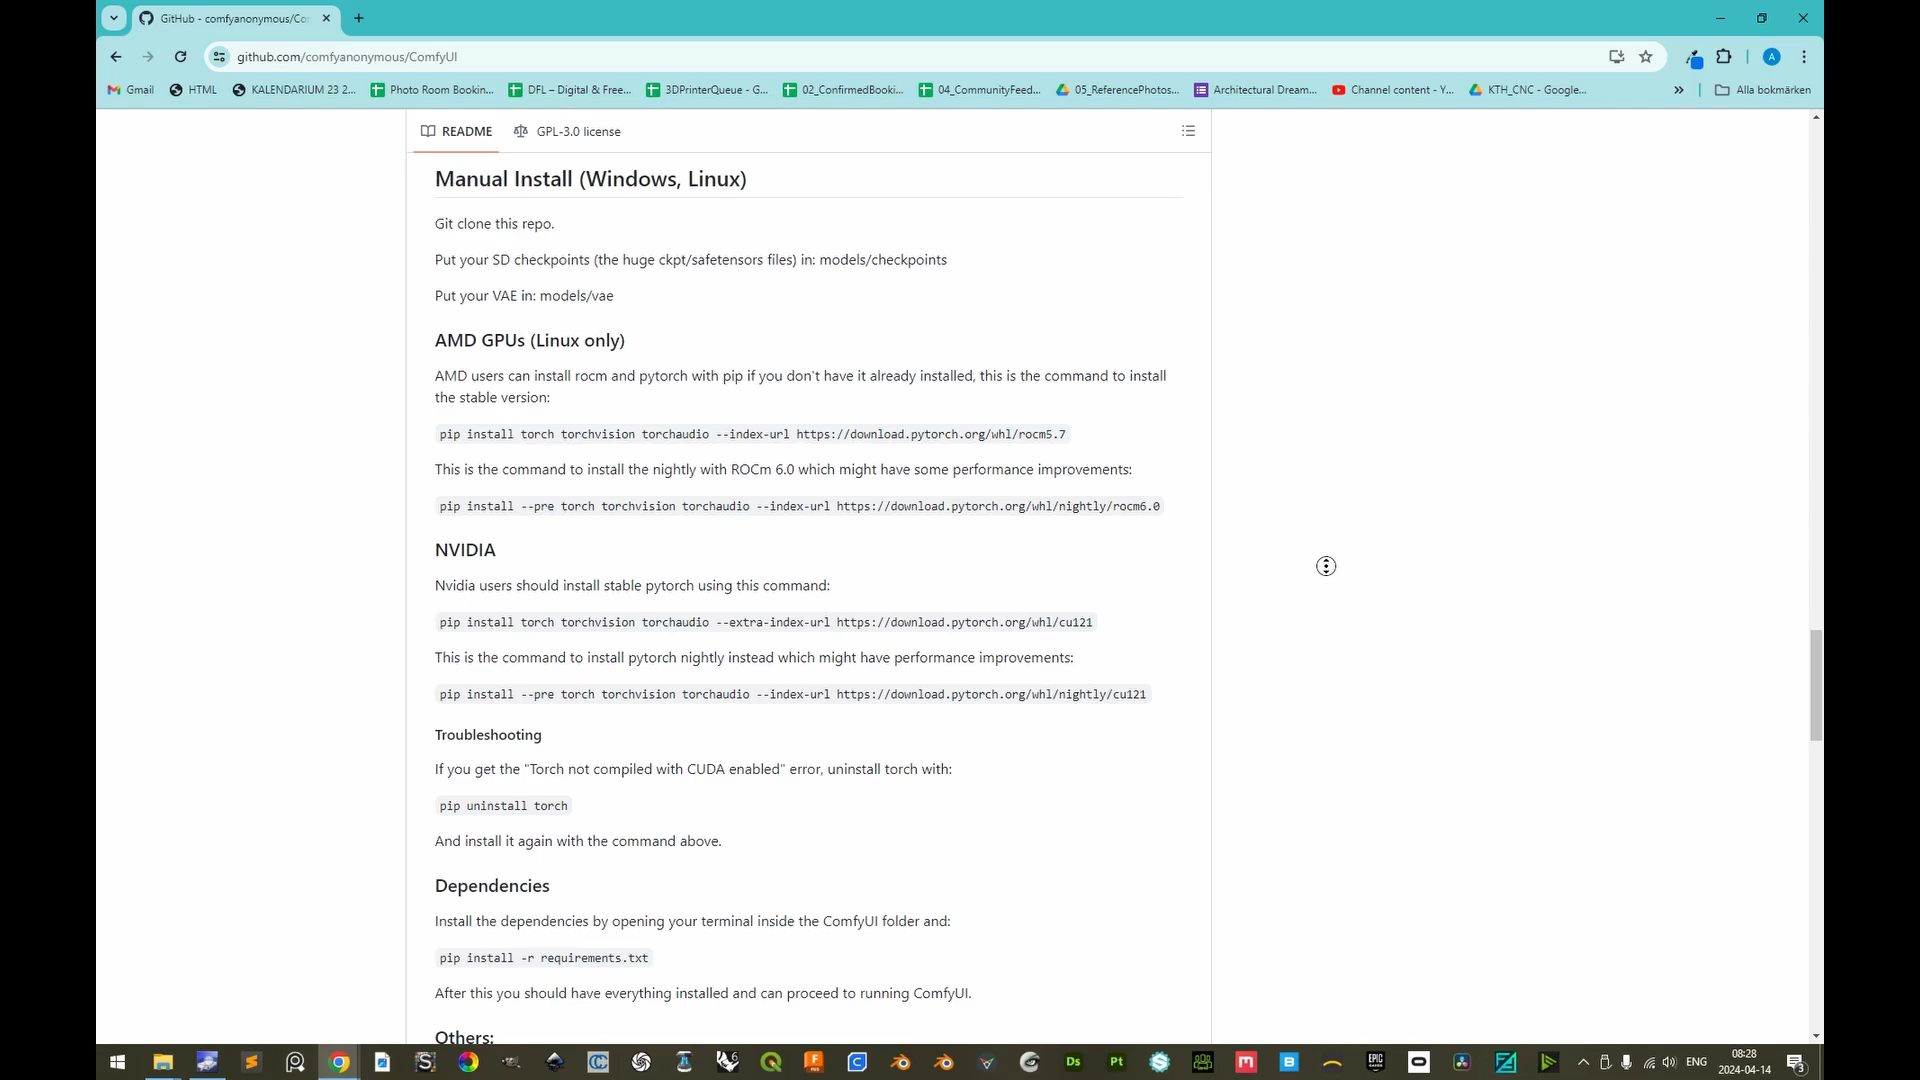 GitHub - comfyanonymous/Co
github.com/comfyanonymous/ComfyUI
A
Gmail
HTML
KALENDARIUM 23 2...
Photo Room Bookin...
DFL – Digital & Free...
3DPrinterQueue - G...
02_ConfirmedBooki...
04_CommunityFeed...
05_ReferencePhotos...
Architectural Dream...
Channel content - Y...
KTH_CNC - Google...
Alla bokmärken
README
GPL-3.0 license
Manual Install (Windows, Linux)
Git clone this repo.
Put your SD checkpoints (the huge ckpt/safetensors files) in: models/checkpoints
Put your VAE in: models/vae
AMD GPUs (Linux only)
AMD users can install rocm and pytorch with pip if you don't have it already installed, this is the command to install
the stable version:
pip install torch torchvision torchaudio --index-url https://download.pytorch.org/whl/rocm5.7
This is the command to install the nightly with ROCm 6.0 which might have some performance improvements:
pip install --pre torch torchvision torchaudio --index-url https://download.pytorch.org/whl/nightly/rocm6.0
NVIDIA
Nvidia users should install stable pytorch using this command:
pip install torch torchvision torchaudio --extra-index-url https://download.pytorch.org/whl/cu121
This is the command to install pytorch nightly instead which might have performance improvements:
pip install --pre torch torchvision torchaudio --index-url https://download.pytorch.org/whl/nightly/cu121
Troubleshooting
If you get the "Torch not compiled with CUDA enabled" error, uninstall torch with:
pip uninstall torch
And install it again with the command above.
Dependencies
Install the dependencies by opening your terminal inside the ComfyUI folder and:
pip install -r requirements.txt
After this you should have everything installed and can proceed to running ComfyUI.
Others:
Ds
Pt
EPIC
ENG
08:28
2024-04-14
3